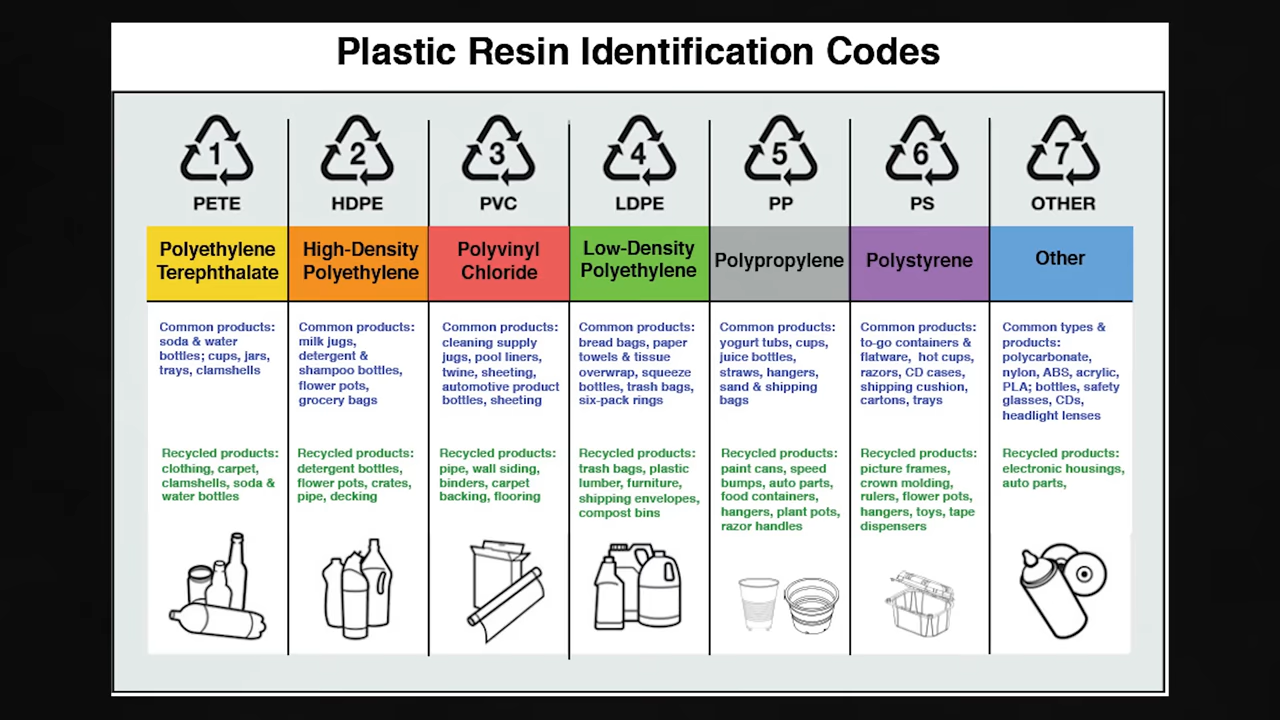 Plastic Resin Identification Codes
1
PETE
Polyethylene
Terephthalate
Common products:
soda & water
bottles; cups, jars,
trays, clamshells
Recycled products:
clothing, carpet,
clamshells, soda &
water bottles
2
HDPE
High-Density
Polyethylene
Common products:
milk jugs,
detergent &
shampoo bottles,
flower pots,
grocery bags
Recycled products:
detergent bottles,
flower pots, crates,
pipe, decking
3
PVC
Polyvinyl
Chloride
Common products:
cleaning supply
jugs, pool liners,
twine, sheeting,
automotive product
bottles, sheeting
Recycled products:
pipe, wall siding,
binders, carpet
backing, flooring
4
LDPE
Low-Density
Polyethylene
Common products:
bread bags, paper
towels & tissue
overwrap, squeeze
bottles, trash bags,
six-pack rings
Recycled products:
trash bags, plastic
lumber, furniture,
shipping envelopes,
compost bins
5
PP
Polypropylene
Common products:
yogurt tubs, cups,
juice bottles,
straws, hangers,
sand & shipping
bags
Recycled products:
paint cans, speed
bumps, auto parts,
food containers,
hangers, plant pots,
razor handles
6
PS
Polystyrene
Common products:
to-go containers &
flatware, hot cups,
razors, CD cases,
shipping cushion,
cartons, trays
Recycled products:
picture frames,
crown molding,
rulers, flower pots,
hangers, toys, tape
dispensers
7
OTHER
Other
Common types &
products:
polycarbonate,
nylon, ABS, acrylic,
PLA; bottles, safety
glasses, CDs,
headlight lenses
Recycled products:
electronic housings,
auto parts,